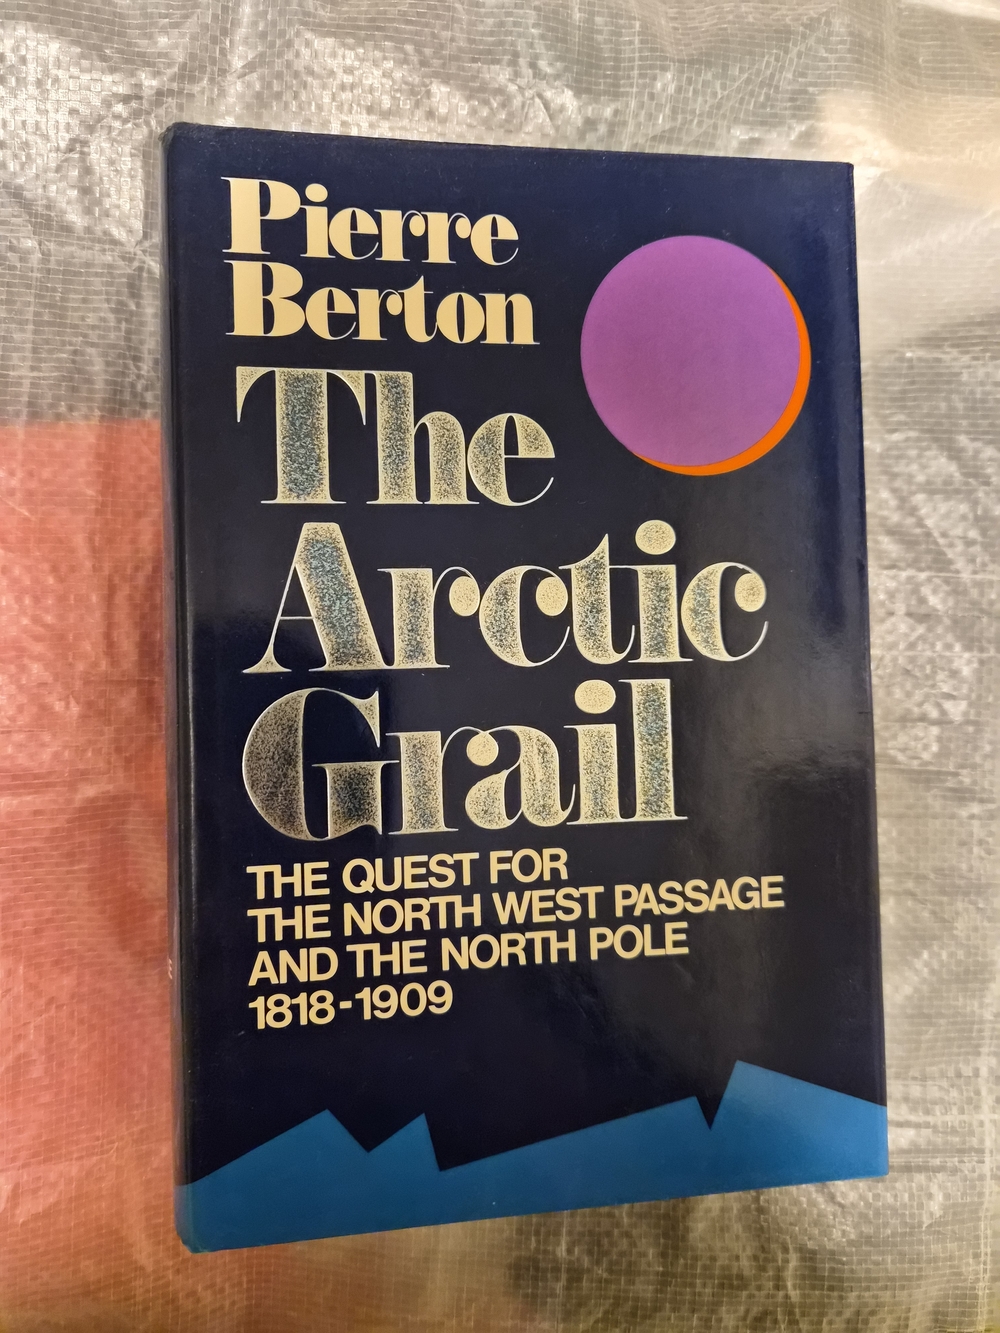 Pierre
Berton
The
Arctic
Grail
THE QUEST FOR
THE NORTH WEST PASSAGE
AND THE NORTH POLE
1818-1909